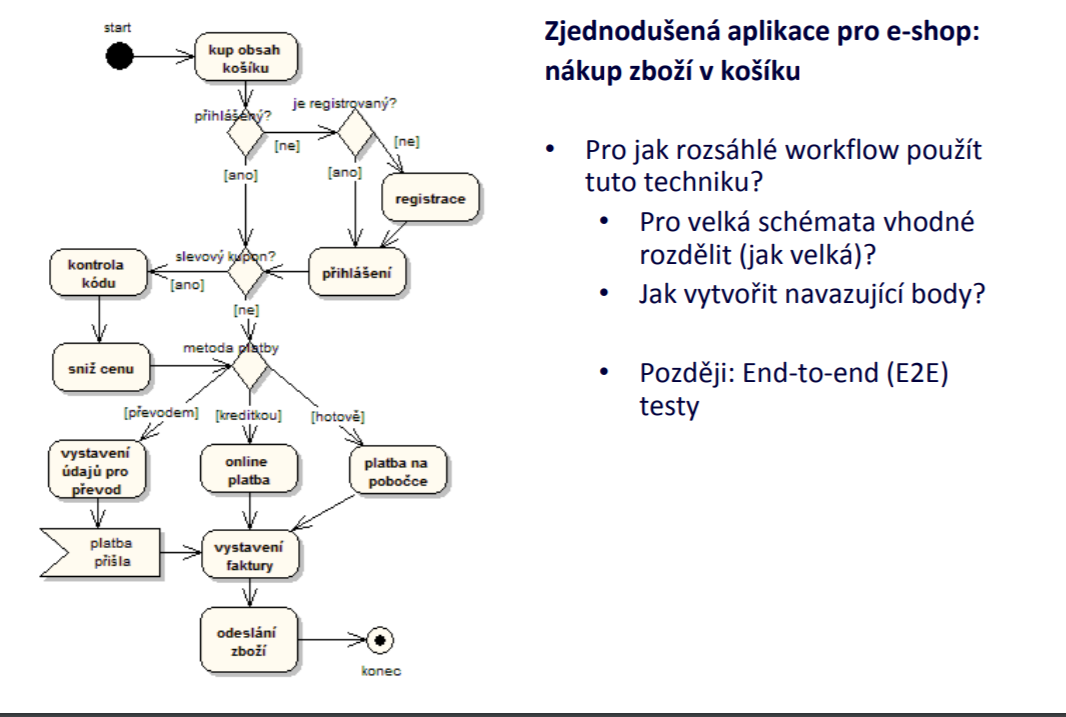 start
kup obsah
košíku
přihlášený?
je registrovaný?
[ne]
[ne]
[ano]
[ano]
registrace
slevový kupon?
kontrola
kódu
[ano]
přihlášení
[ne]
metoda platby
sniž cenu
[převodem]
[kreditkou]
[hotově]
vystavení
údajů pro
převod
online
platba
platba na
pobočce
platba
přišla
vystavení
faktury
odeslání
zboží
konec
Zjednodušená aplikace pro e-shop:
nákup zboží v košíku
• Pro jak rozsáhlé workflow použít
tuto techniku?
• Pro velká schémata vhodné
rozdělit (jak velká)?
• Jak vytvořit navazující body?
• Později: End-to-end (E2E)
testy